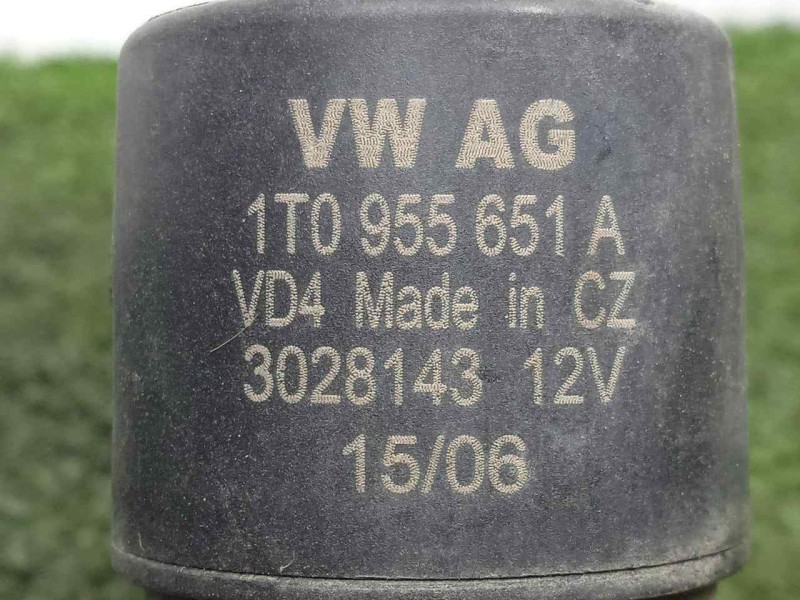 VW AG
1T0 955 651 A
VD4 Made in CZ
3028143 12V
15/06